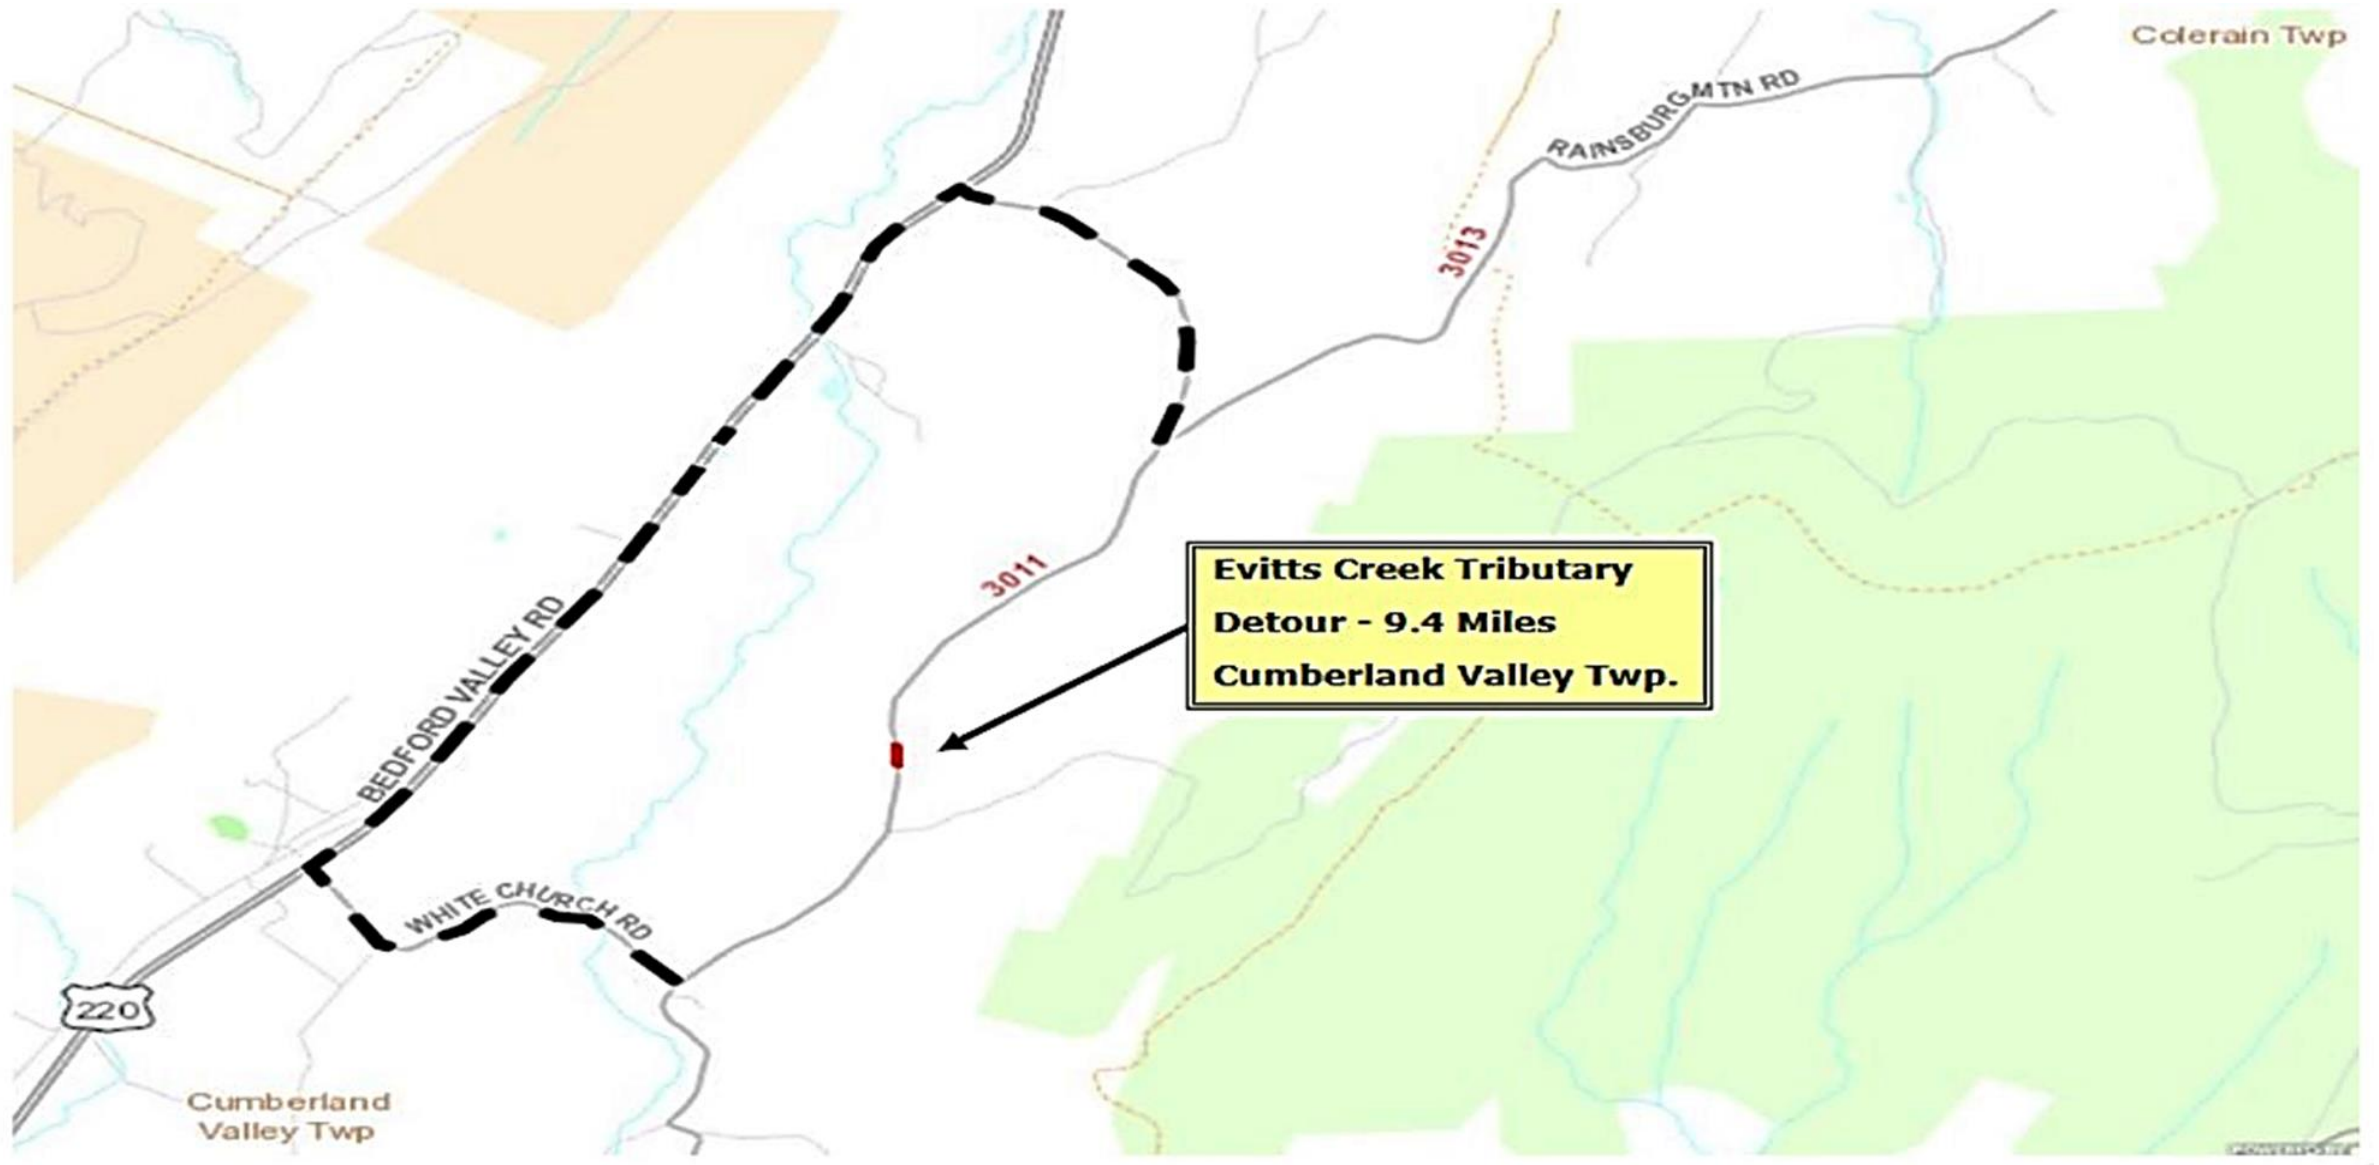 Colerain Twp
RAINSBURG MTN RD
3013
3011
Evitts Creek Tributary
Detour - 9.4 Miles
Cumberland Valley Twp.
BEDFORD VALLEY RD
WHITE CHURCH RD
220
Cumberland
Valley Twp